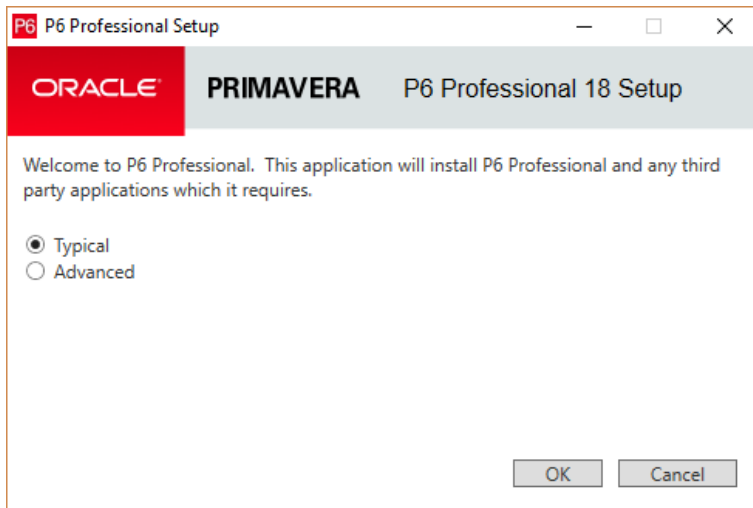 P6 P6 Professional Setup
ORACLE PRIMAVERA P6 Professional 18 Setup
Welcome to P6 Professional. This application will install P6 Professional and any third
party applications which it requires.
Typical
Advanced
OK Cancel